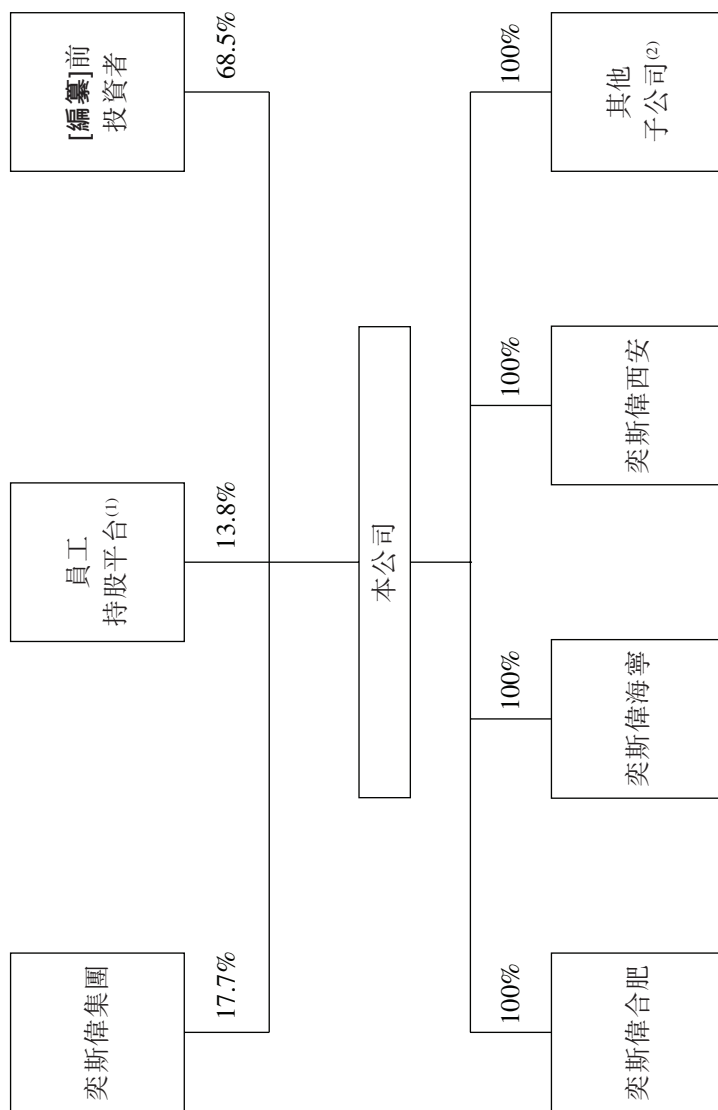 奕斯偉集團
員工
持股平台(1)
[編纂]前
投資者
17.7%
13.8%
68.5%
本公司
100%
100%
100%
100%
奕斯偉合肥
奕斯偉海寧
奕斯偉西安
其他
子公司(2)